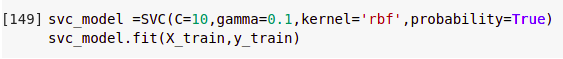 [149] svc_model =SVC(C=10,gamma=0.1,kernel='rbf',probability=True)
svc_model.fit(X_train,y_train)